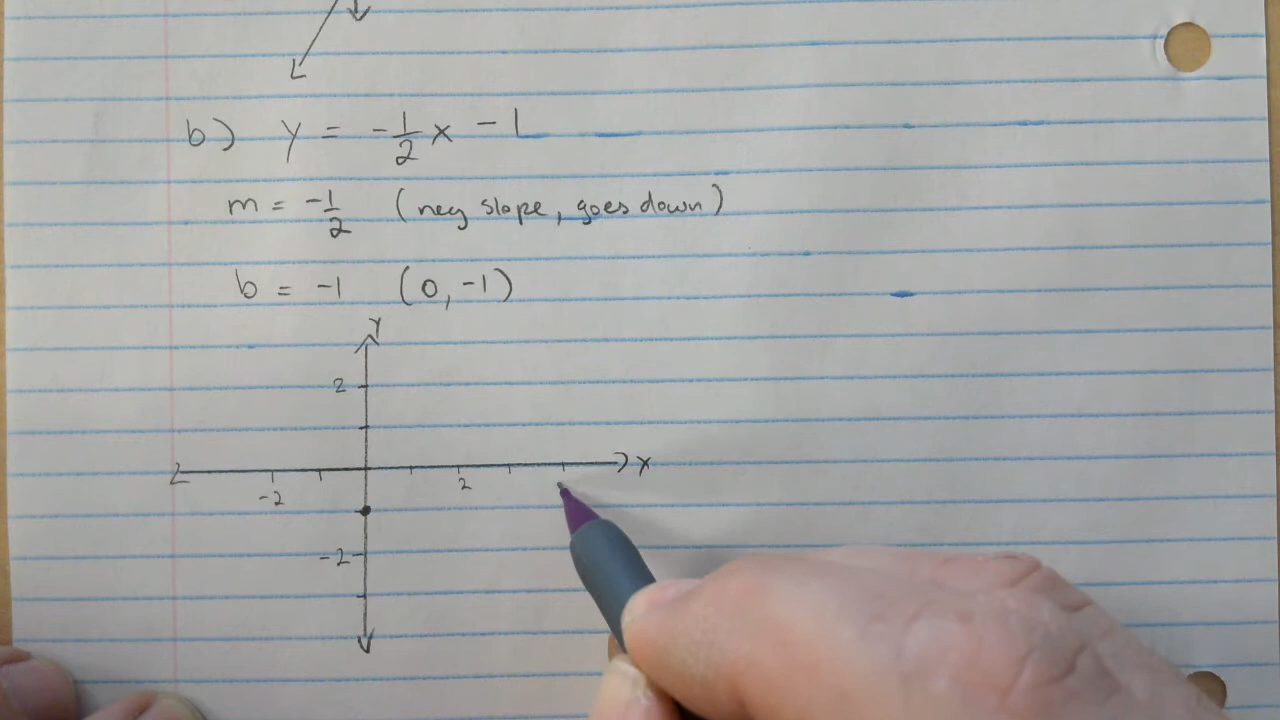 b) y = -1/2 x - 1
m = -1/2 (neg slope, goes down)
b = -1 (0, -1)
Y
2
X
-2 2
-2